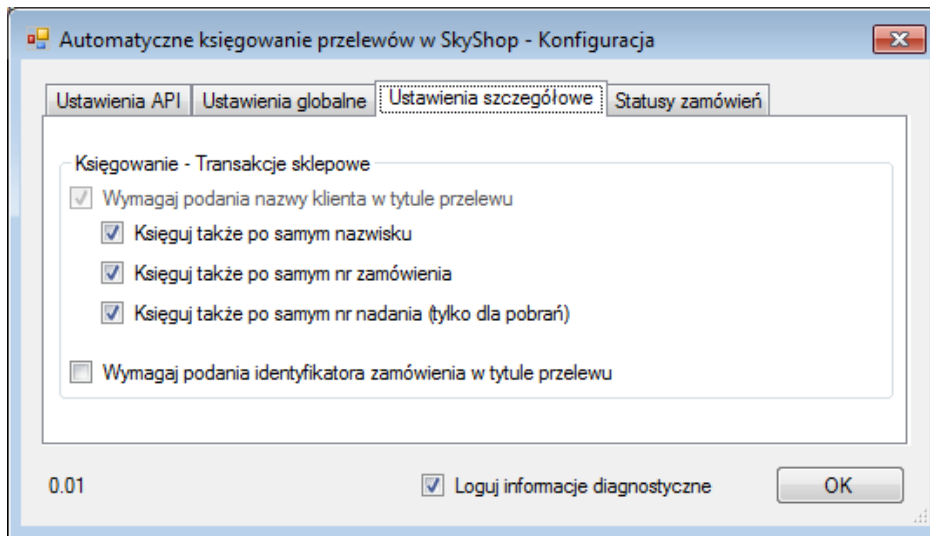 Automatyczne księgowanie przelewów w SkyShop - Konfiguracja
Ustawienia API Ustawienia globalne Ustawienia szczegółowe Statusy zamówień
Księgowanie - Transakcje sklepowe
Wymagaj podania nazwy klienta w tytule przelewu
Księguj także po samym nazwisku
Księguj także po samym nr zamówienia
Księguj także po samym nr nadania (tylko dla pobrań)
Wymagaj podania identyfikatora zamówienia w tytule przelewu
0.01 Loguj informacje diagnostyczne OK